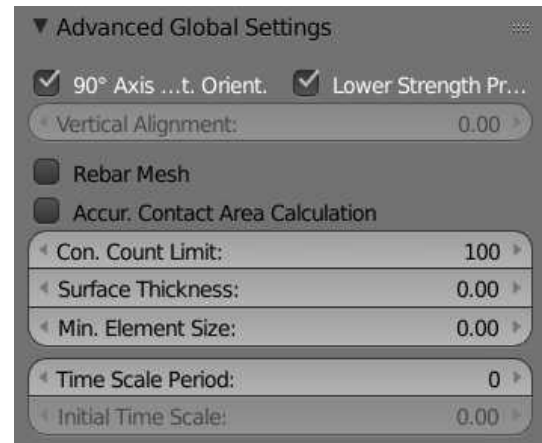 Advanced Global Settings
90° Axis ...t. Orient. Lower Strength Pr...
Vertical Alignment: 0.00
Rebar Mesh
Accur. Contact Area Calculation
Con. Count Limit: 100
Surface Thickness: 0.00
Min. Element Size: 0.00
Time Scale Period: 0
Initial Time Scale: 0.00